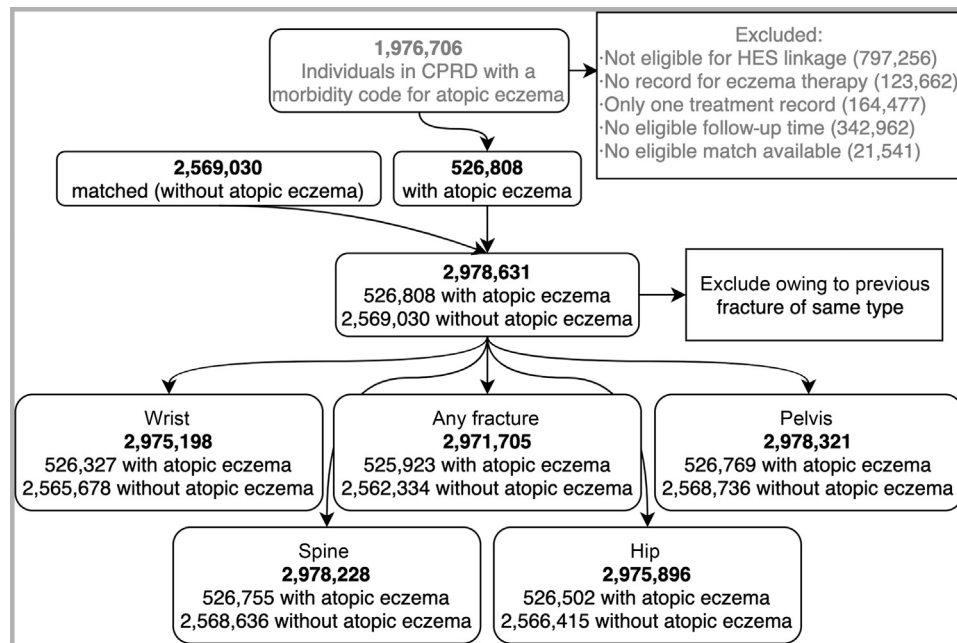 1,976,706
Individuals in CPRD with a
morbidity code for atopic eczema
Excluded:
·Not eligible for HES linkage (797,256)
·No record for eczema therapy (123,662)
·Only one treatment record (164,477)
·No eligible follow-up time (342,962)
·No eligible match available (21,541)
2,569,030
matched (without atopic eczema)
526,808
with atopic eczema
2,978,631
526,808 with atopic eczema
2,569,030 without atopic eczema
Exclude owing to previous
fracture of same type
Wrist
2,975,198
526,327 with atopic eczema
2,565,678 without atopic eczema
Any fracture
2,971,705
525,923 with atopic eczema
2,562,334 without atopic eczema
Pelvis
2,978,321
526,769 with atopic eczema
2,568,736 without atopic eczema
Spine
2,978,228
526,755 with atopic eczema
2,568,636 without atopic eczema
Hip
2,975,896
526,502 with atopic eczema
2,566,415 without atopic eczema